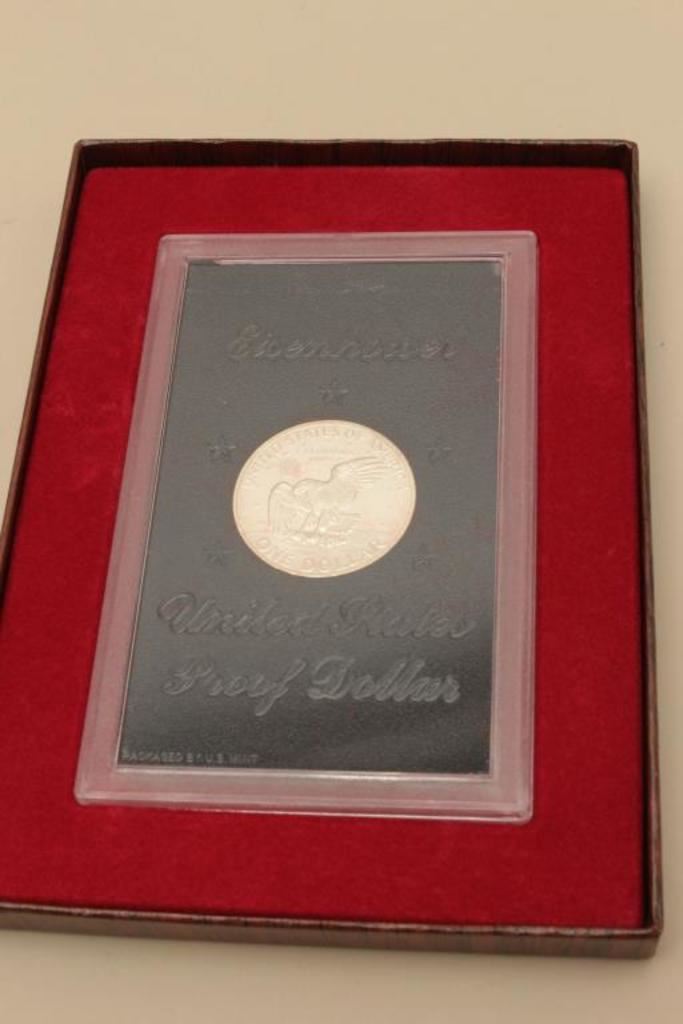 Eisenhower
UNITED STATES OF AMERICA
ONE DOLLAR
United States
Proof Dollar
PACKAGED BY U.S. MINT